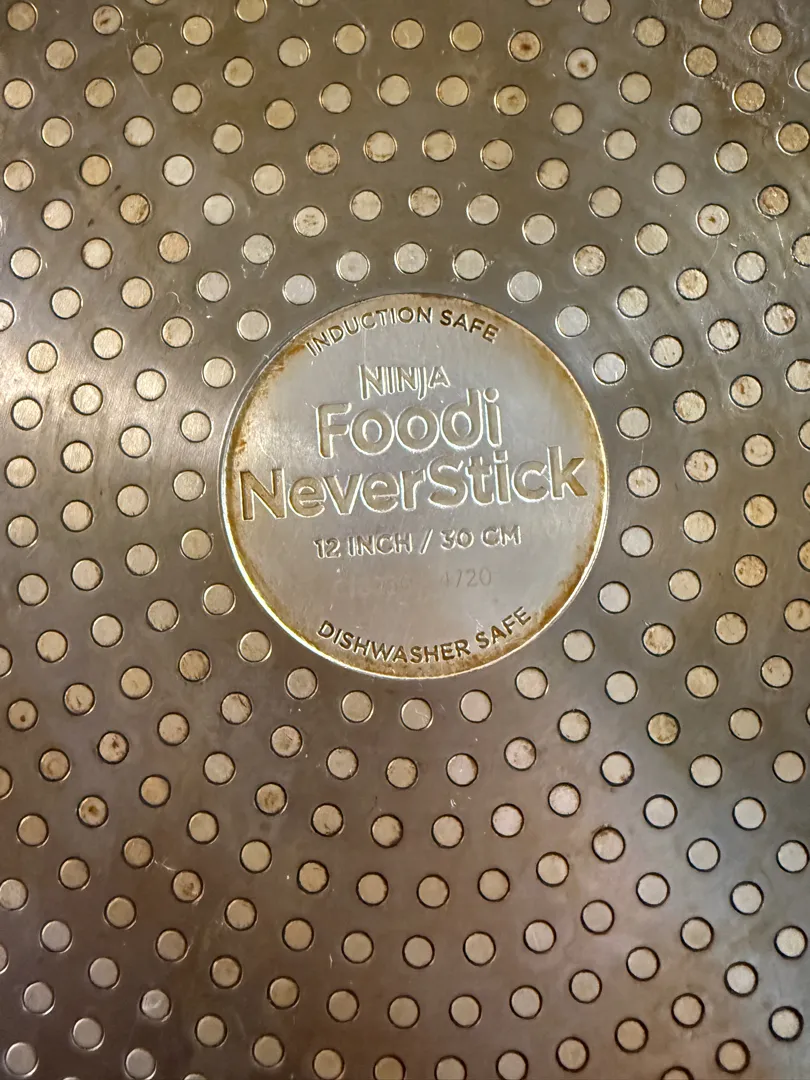 INDUCTION SAFE
NINJA
Foodi
NeverStick
12 INCH / 30 CM
DISHWASHER SAFE